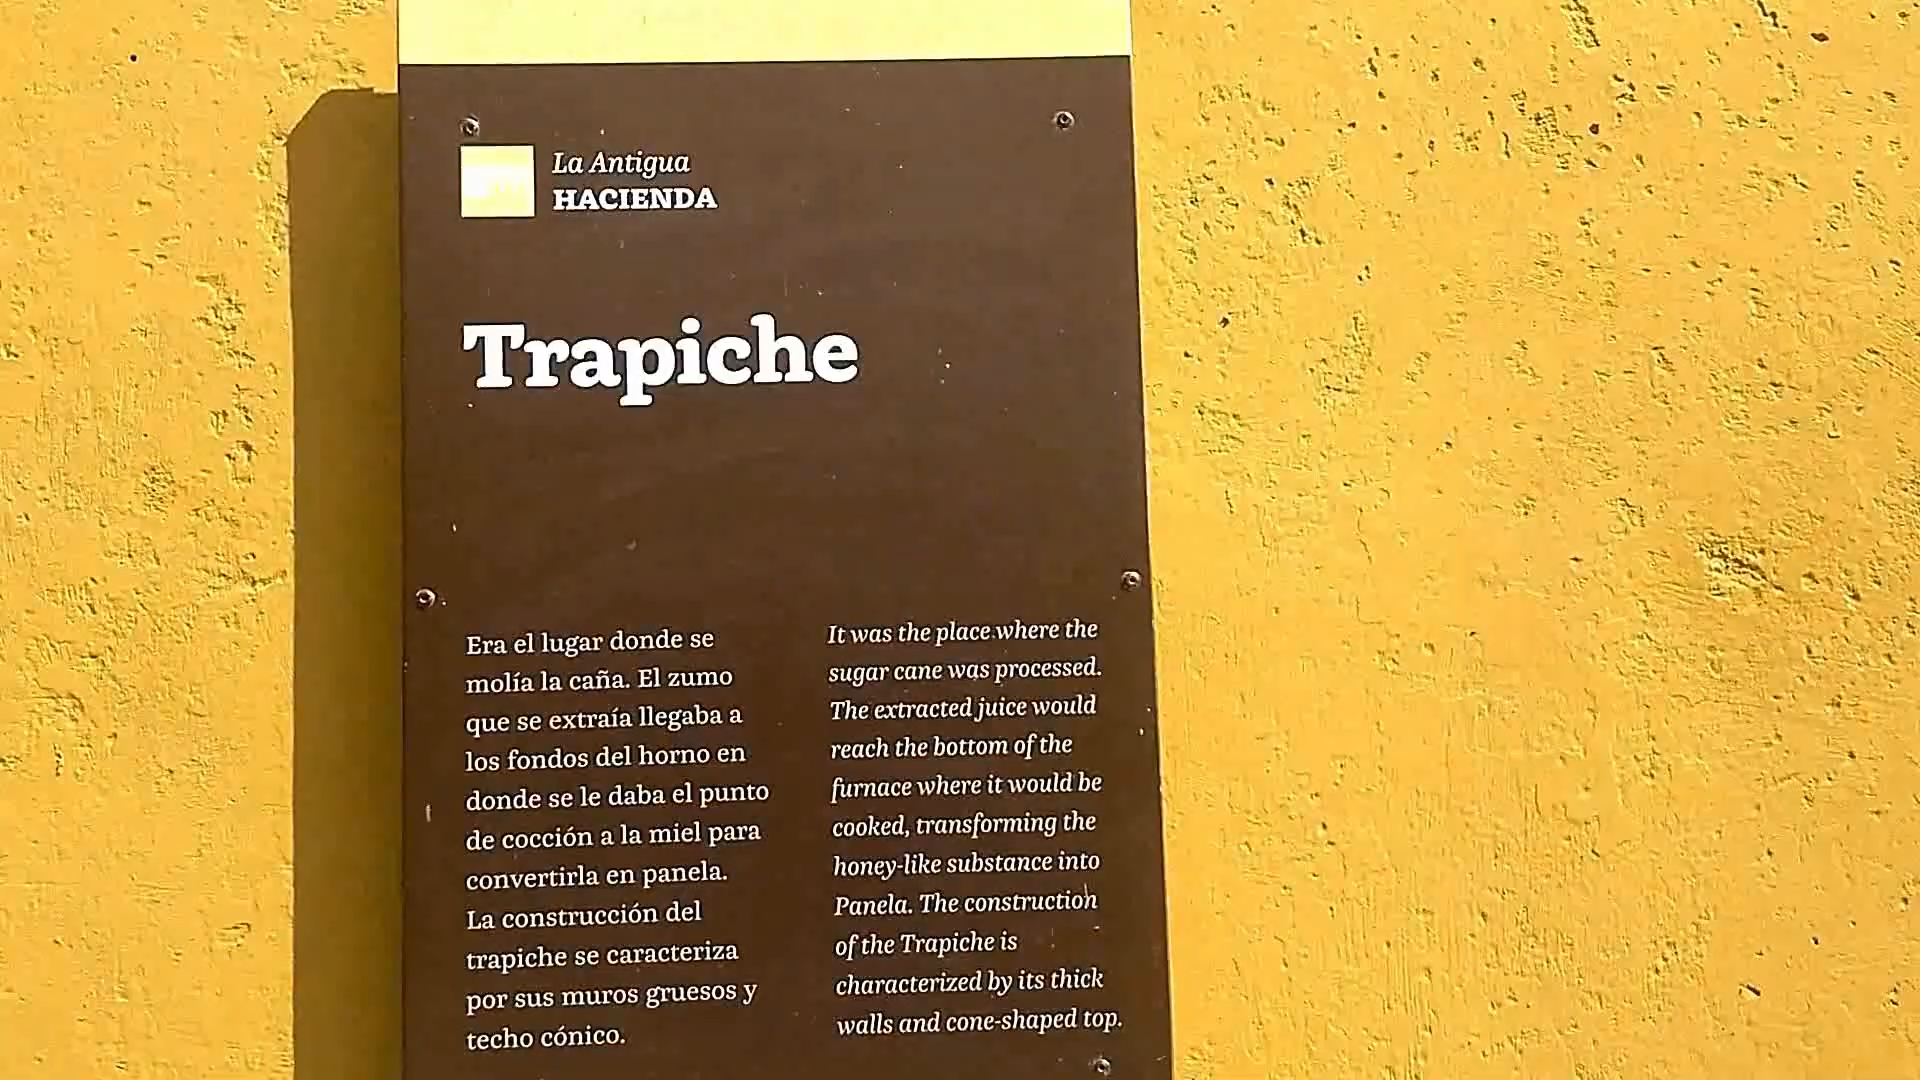 La Antigua
HACIENDA
Trapiche
Era el lugar donde se
molía la caña. El zumo
que se extraía llegaba a
los fondos del horno en
donde se le daba el punto
de cocción a la miel para
convertirla en panela.
La construcción del
trapiche se caracteriza
por sus muros gruesos y
techo cónico.
It was the place where the
sugar cane was processed.
The extracted juice would
reach the bottom of the
furnace where it would be
cooked, transforming the
honey-like substance into
Panela. The construction
of the Trapiche is
characterized by its thick
walls and cone-shaped top.